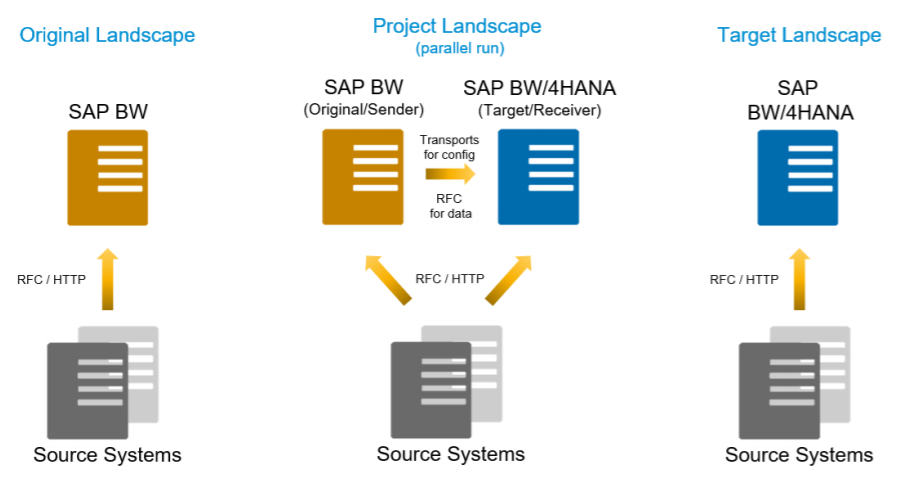 Original Landscape
SAP BW
RFC / HTTP
Source Systems
Project Landscape
(parallel run)
SAP BW
(Original/Sender)
SAP BW/4HANA
(Target/Receiver)
Transports
for config
RFC
for data
RFC / HTTP
Source Systems
Target Landscape
SAP
BW/4HANA
RFC / HTTP
Source Systems